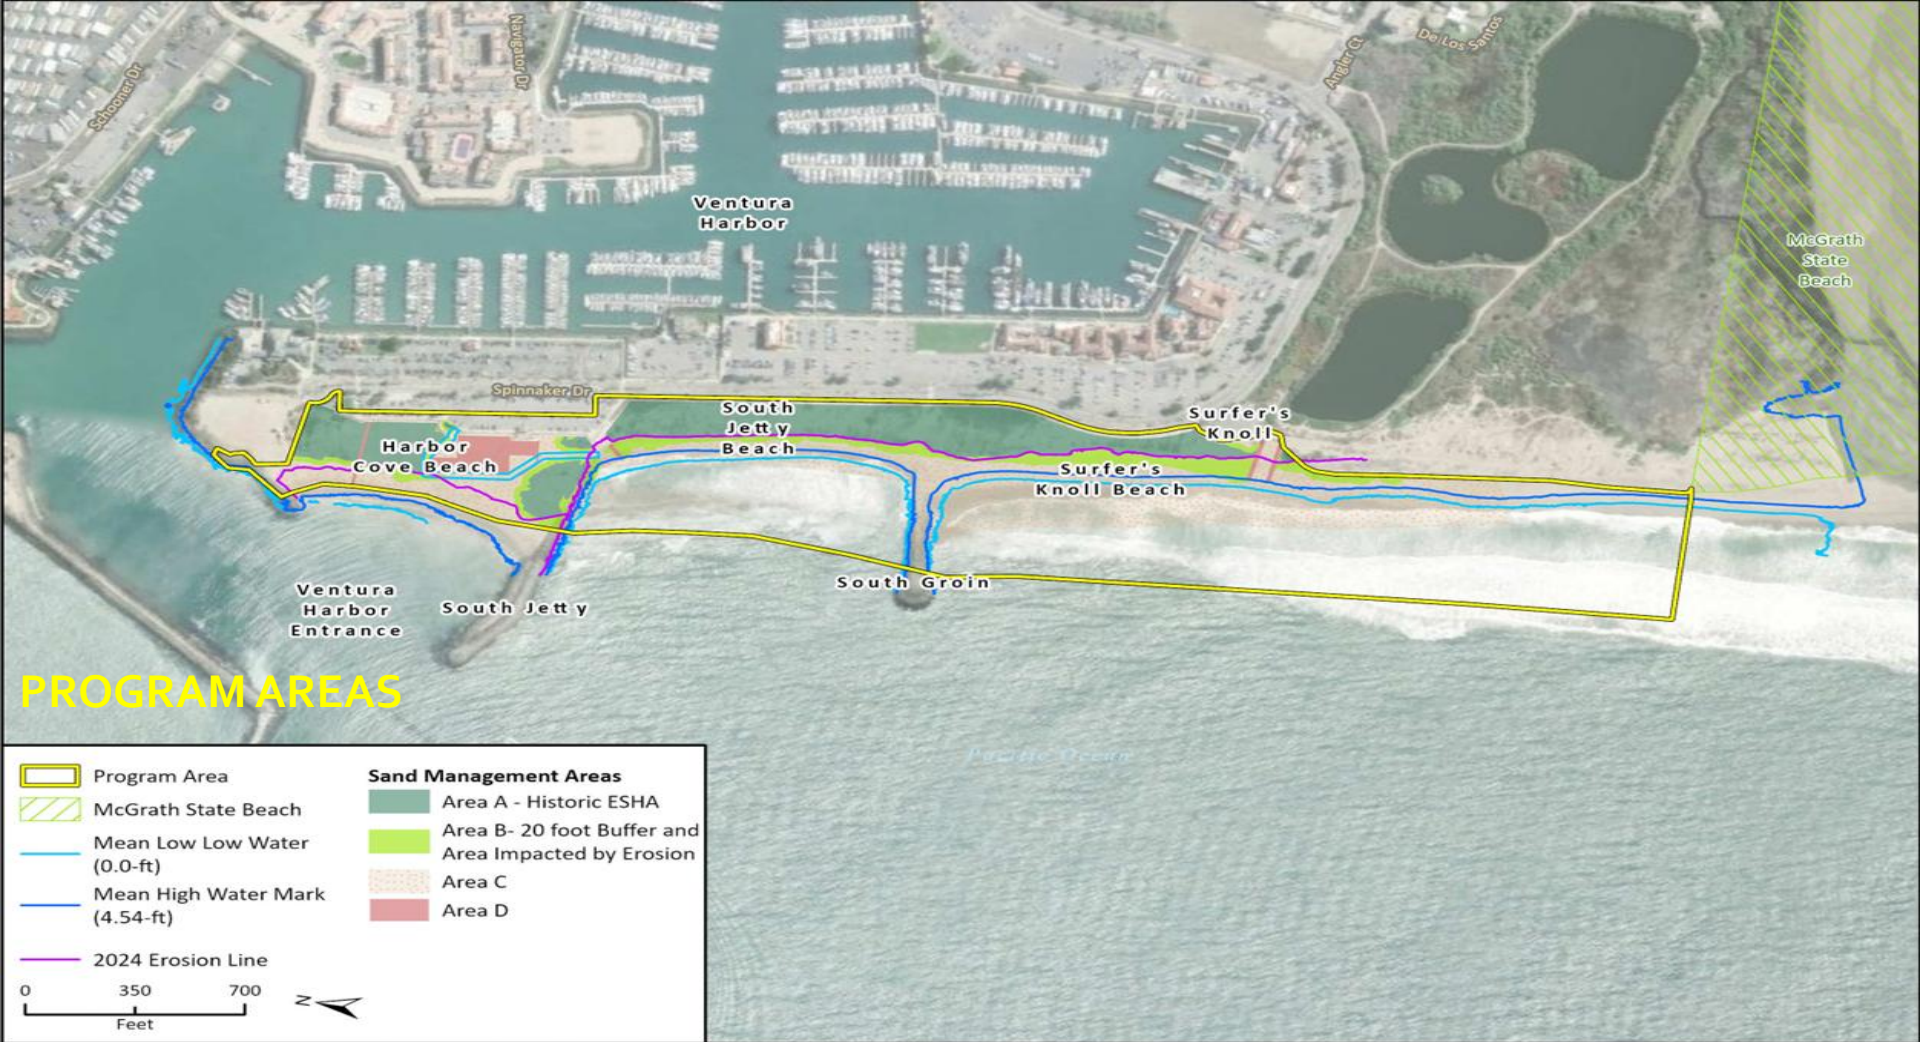 Schooner Dr
Navigator Dr
Angler Ct
De Los Santos
Ventura
Harbor
McGrath
State
Beach
Spinnaker Dr
South
Jetty
Beach
Surfer's
Knoll
Harbor
Cove Beach
Surfer's
Knoll Beach
South Groin
Ventura
Harbor
Entrance
South Jetty
PROGRAM AREAS
Pacific Ocean
Program Area
McGrath State Beach
Mean Low Low Water
(0.0-ft)
Mean High Water Mark
(4.54-ft)
2024 Erosion Line
0 350 700
Feet
N
Sand Management Areas
Area A - Historic ESHA
Area B- 20 foot Buffer and
Area Impacted by Erosion
Area C
Area D